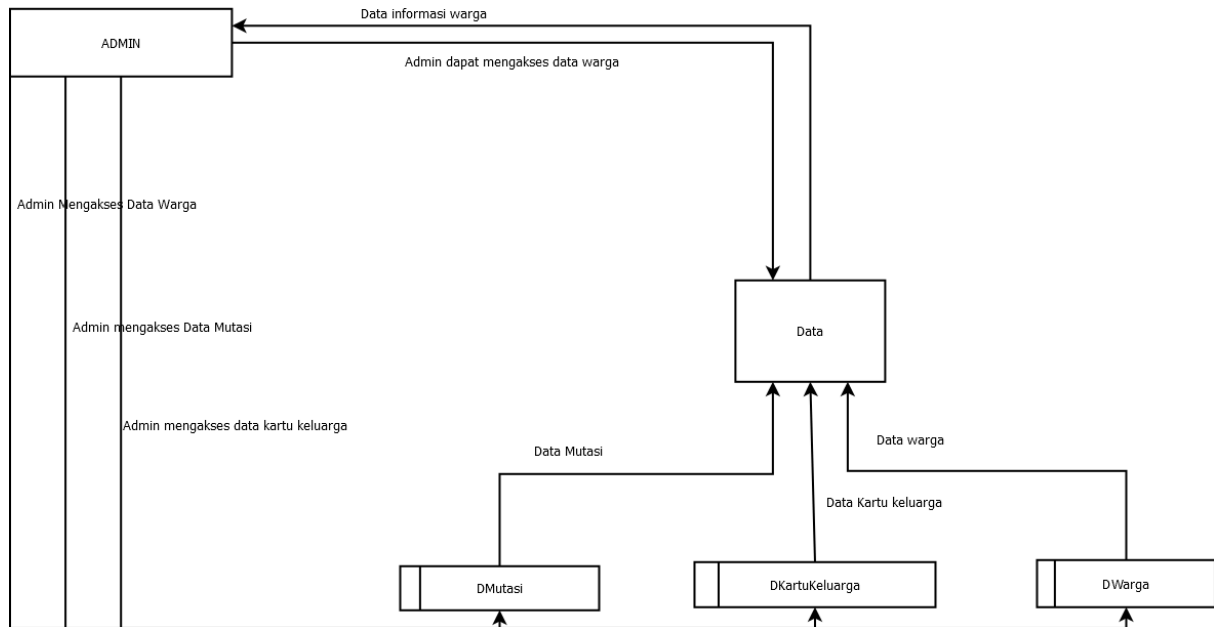 Data informasi warga
ADMIN
Admin dapat mengakses data warga
Admin Mengakses Data Warga
Admin mengakses Data Mutasi
Data
Admin mengakses data kartu keluarga
Data warga
Data Mutasi
Data Kartu keluarga
DMutasi
DKartuKeluarga
DWarga